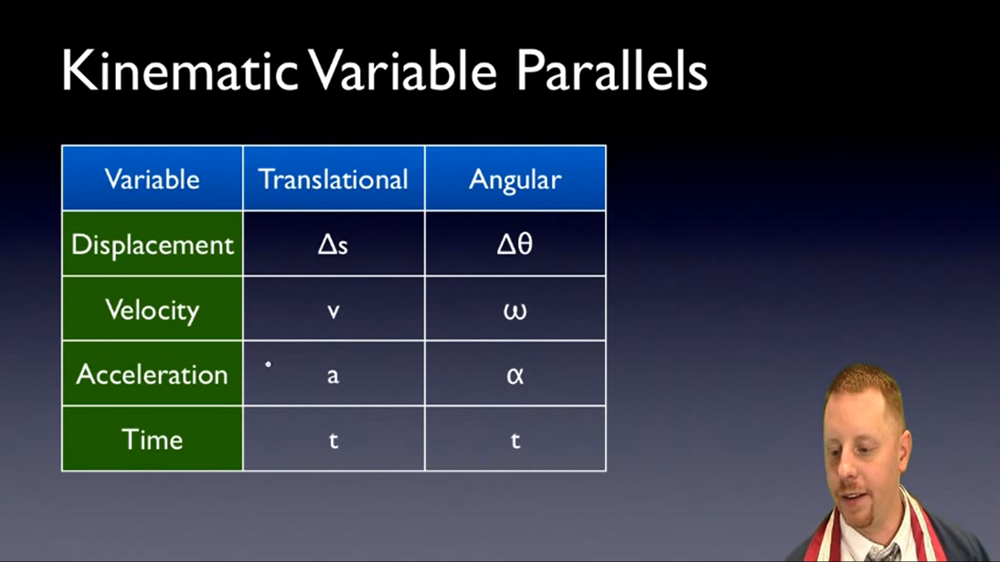 Kinematic Variable Parallels
Variable Translational Angular
Displacement Δs Δθ
Velocity v ω
Acceleration a α
Time t t